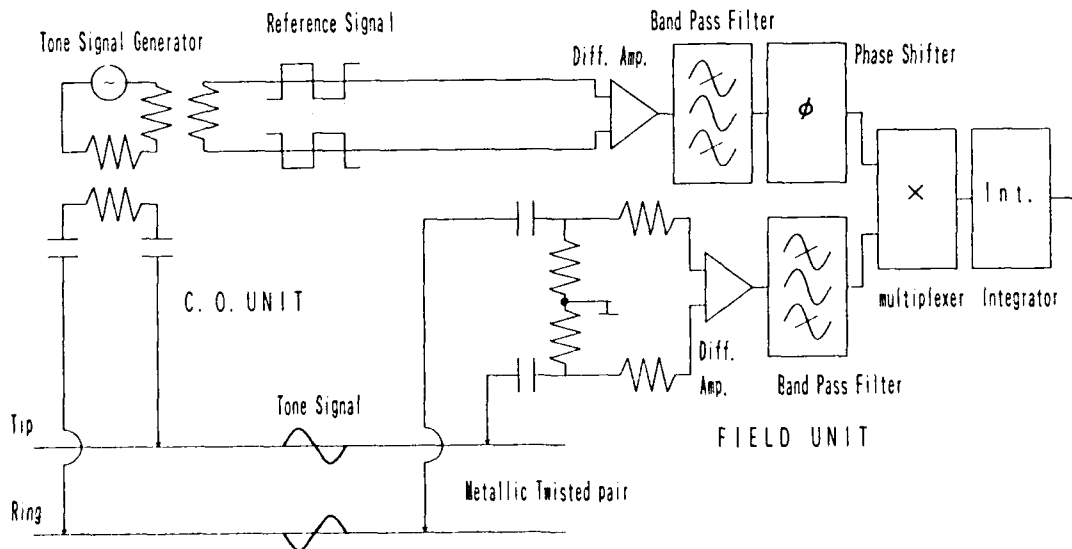 Tone Signal Generator
Reference Signal
Diff. Amp.
Band Pass Filter
Phase Shifter
~
ϕ
×
Int.
C. O. UNIT
multiplexer
Integrator
Diff.
Amp.
Band Pass Filter
Tip
Tone Signal
FIELD UNIT
Ring
Metallic Twisted pair